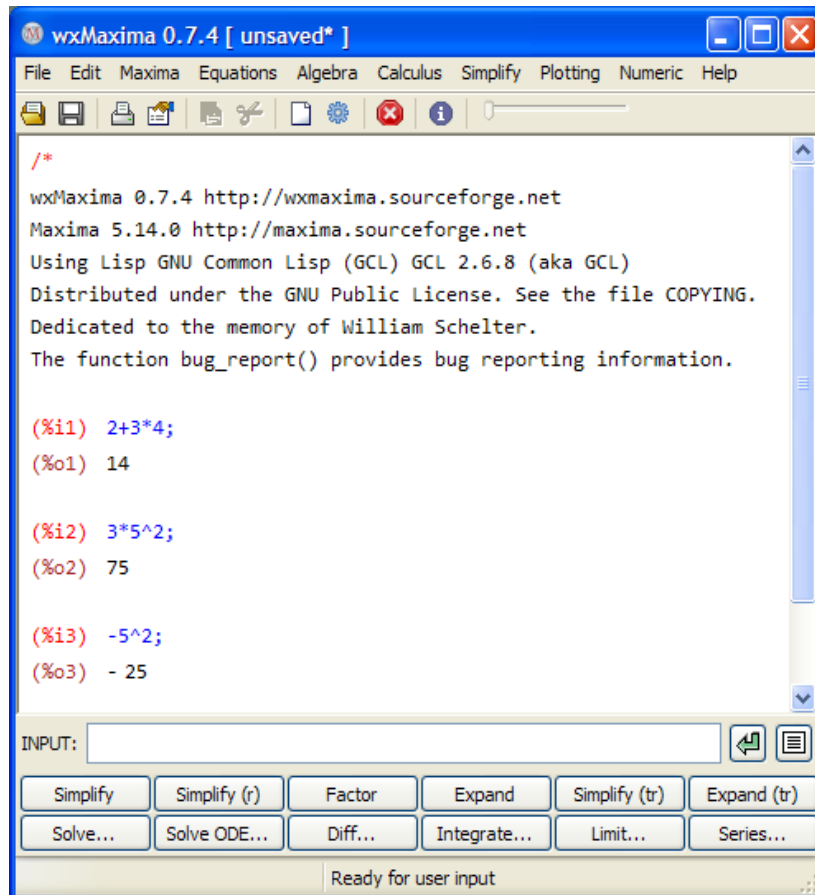 wxMaxima 0.7.4 [ unsaved* ]
File Edit Maxima Equations Algebra Calculus Simplify Plotting Numeric Help
/*
wxMaxima 0.7.4 http://wxmaxima.sourceforge.net
Maxima 5.14.0 http://maxima.sourceforge.net
Using Lisp GNU Common Lisp (GCL) GCL 2.6.8 (aka GCL)
Distributed under the GNU Public License. See the file COPYING.
Dedicated to the memory of William Schelter.
The function bug_report() provides bug reporting information.
(%i1) 2+3*4;
(%o1) 14
(%i2) 3*5^2;
(%o2) 75
(%i3) -5^2;
(%o3) - 25
INPUT:
Simplify Simplify (r) Factor Expand Simplify (tr) Expand (tr)
Solve... Solve ODE... Diff... Integrate... Limit... Series...
Ready for user input